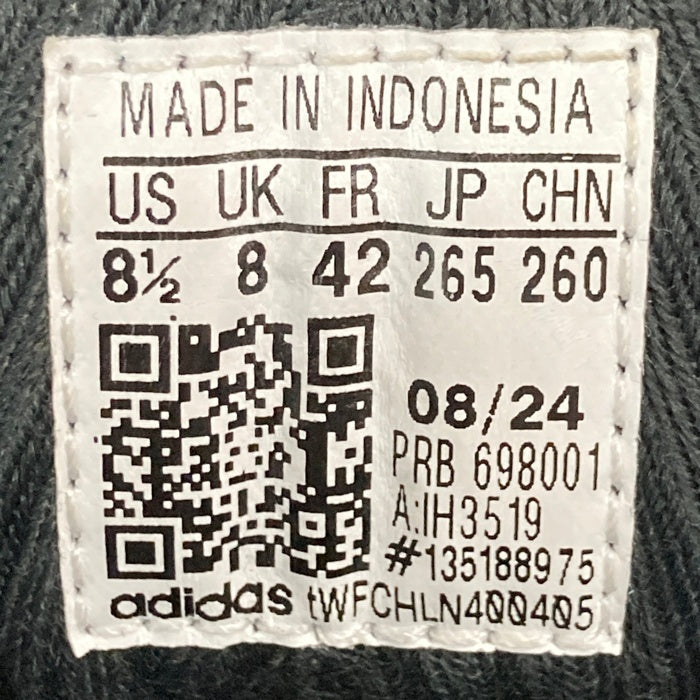 MADE IN INDONESIA
US UK FR JP CHN
8½ 8 42 265 260
08/24
PRB 698001
A:IH3519
#135188975
adidas tWFCHLN400405